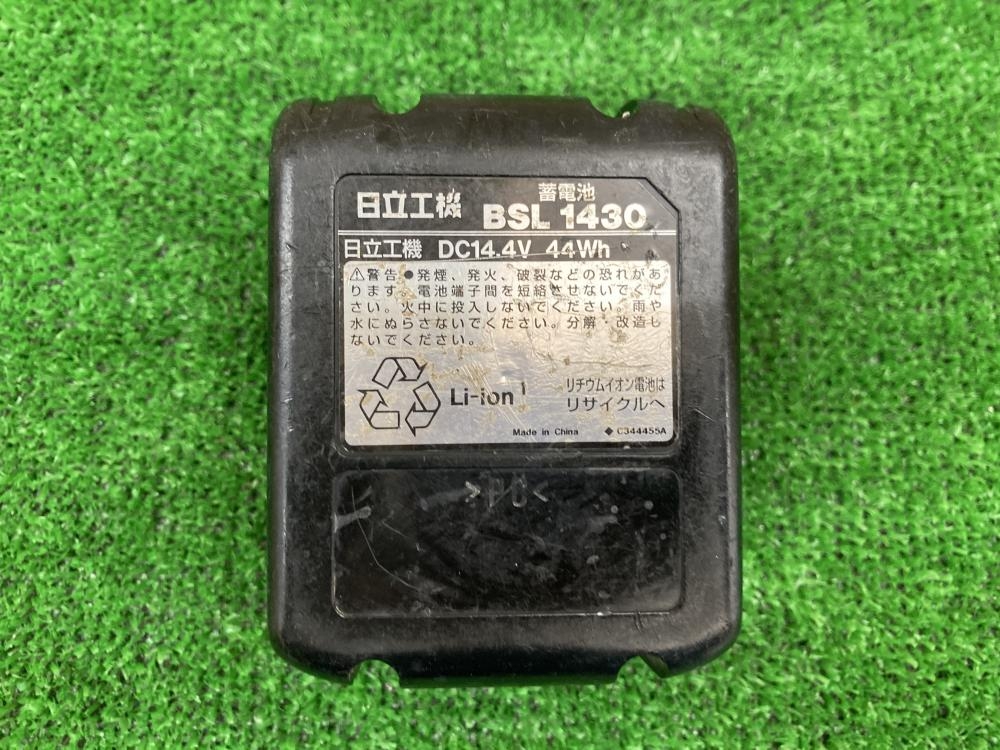 蓄電池
日立工機 BSL 1430
日立工機 DC14.4V 44Wh
⚠警告●発煙、発火、破裂などの恐れがあ
ります。電池端子間を短絡させないでくだ
さい。火中に投入しないでください。雨や
水にぬらさないでください。分解・改造し
ないでください。
Li-ion
リチウムイオン電池は
リサイクルへ
Made in China ◆ C344455A
>PC<